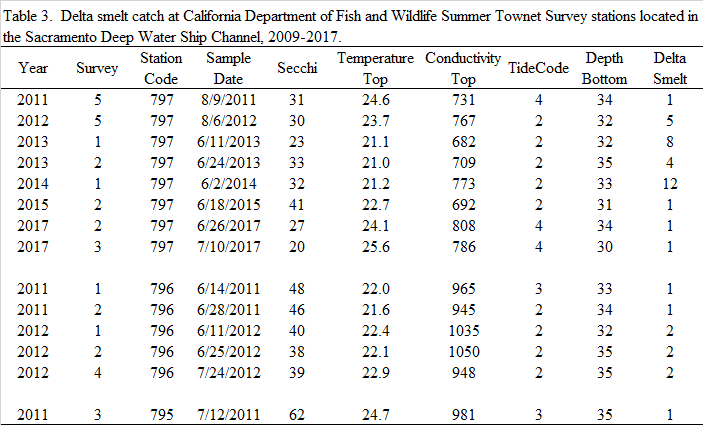 Table 3. Delta smelt catch at California Department of Fish and Wildlife Summer Townet Survey stations located in
the Sacramento Deep Water Ship Channel, 2009-2017.
Year Survey Station Code Sample Date Secchi Temperature Top Conductivity Top TideCode Depth Bottom Delta Smelt
2011 5 797 8/9/2011 31 24.6 731 4 34 1
2012 5 797 8/6/2012 30 23.7 767 2 32 5
2013 1 797 6/11/2013 23 21.1 682 2 32 8
2013 2 797 6/24/2013 33 21.0 709 2 35 4
2014 1 797 6/2/2014 32 21.2 773 2 33 12
2015 2 797 6/18/2015 41 22.7 692 2 31 1
2017 2 797 6/26/2017 27 24.1 808 4 34 1
2017 3 797 7/10/2017 20 25.6 786 4 30 1
2011 1 796 6/14/2011 48 22.0 965 3 33 1
2011 2 796 6/28/2011 46 21.6 945 2 34 1
2012 1 796 6/11/2012 40 22.4 1035 2 32 2
2012 2 796 6/25/2012 38 22.1 1050 2 35 2
2012 4 796 7/24/2012 39 22.9 948 2 35 2
2011 3 795 7/12/2011 62 24.7 981 3 35 1